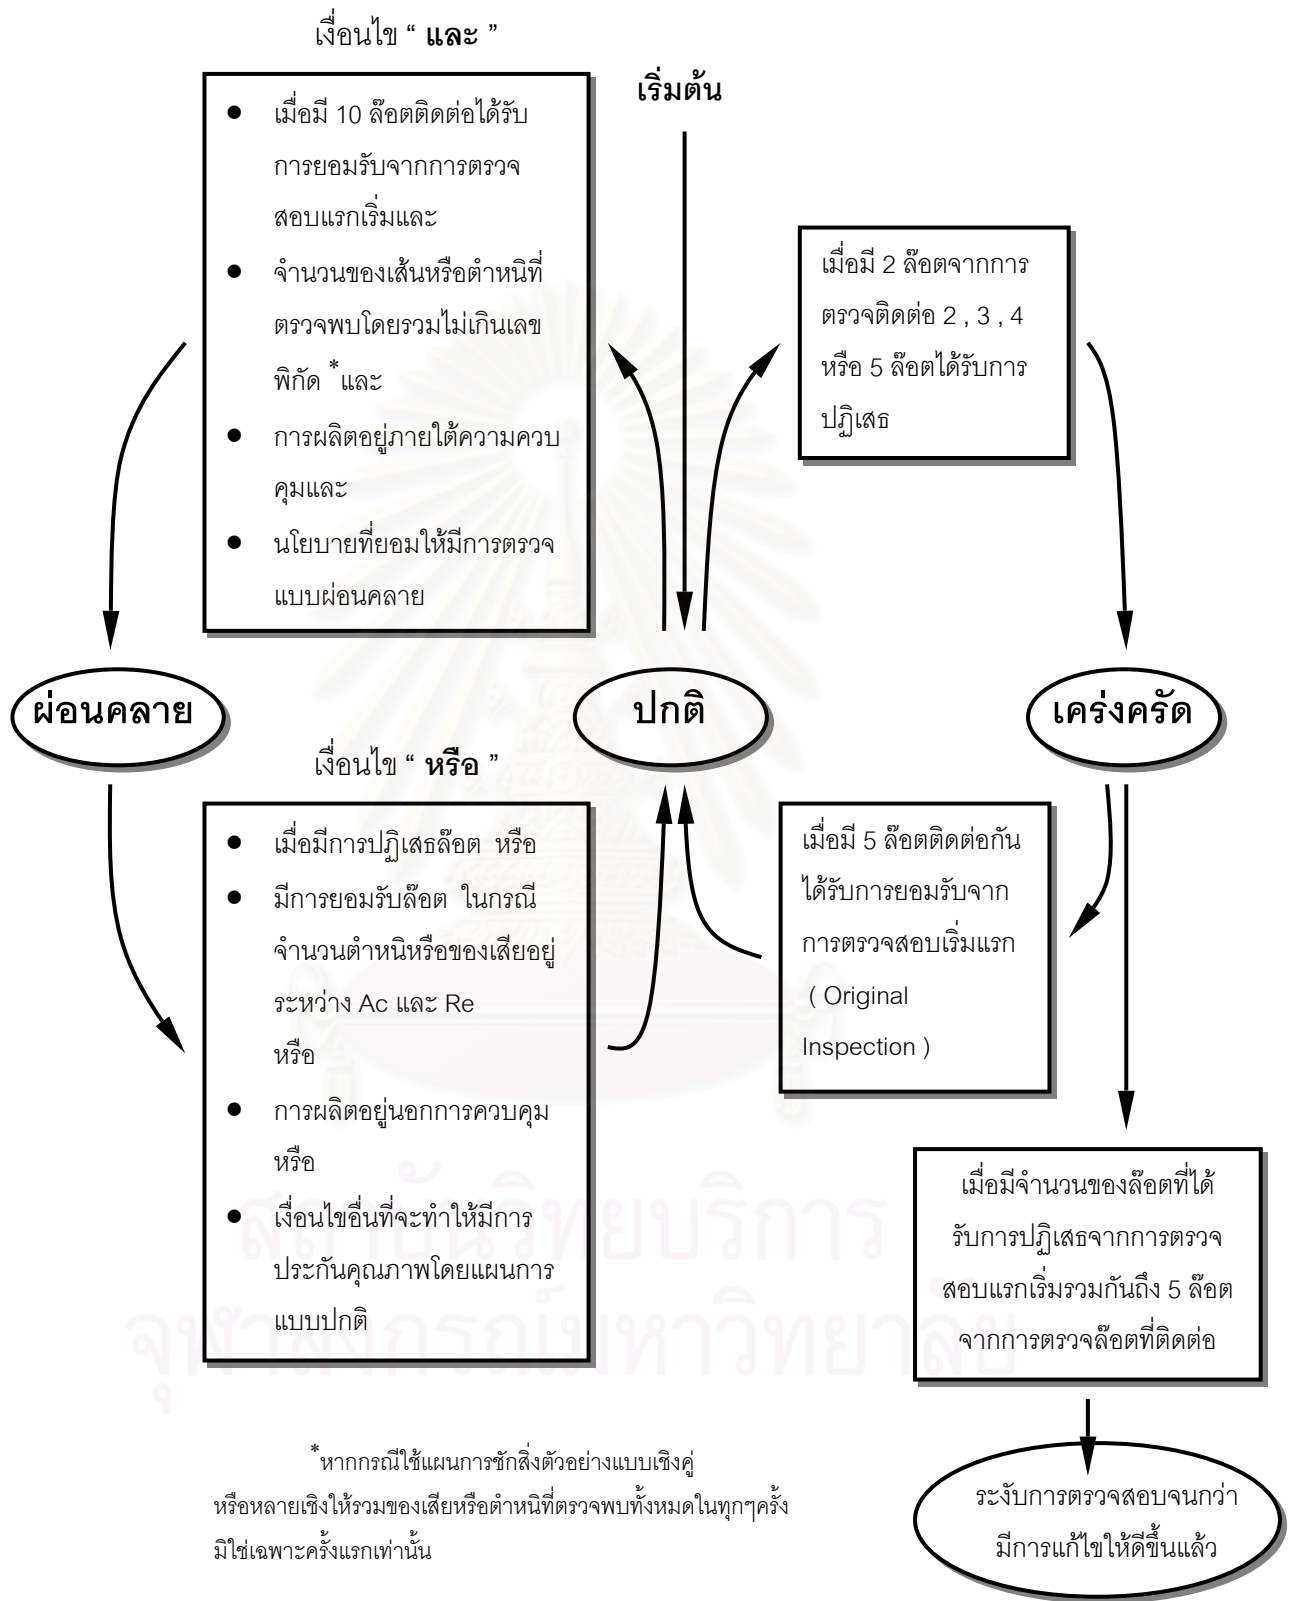 เงื่อนไข “ และ ”
เริ่มต้น
● เมื่อมี 10 ล๊อตติดต่อได้รับ
การยอมรับจากการตรวจ
สอบแรกเริ่มและ
● จำนวนของเส้นหรือตำหนิที่
ตรวจพบโดยรวมไม่เกินเลข
พิกัด *และ
● การผลิตอยู่ภายใต้ความควบ
คุมและ
● นโยบายที่ยอมให้มีการตรวจ
แบบผ่อนคลาย
เมื่อมี 2 ล๊อตจากการ
ตรวจติดต่อ 2 , 3 , 4
หรือ 5 ล๊อตได้รับการ
ปฏิเสธ
ผ่อนคลาย
ปกติ
เคร่งครัด
เงื่อนไข “ หรือ ”
● เมื่อมีการปฏิเสธล๊อต หรือ
● มีการยอมรับล๊อต ในกรณี
จำนวนตำหนิหรือของเสียอยู่
ระหว่าง Ac และ Re
หรือ
● การผลิตอยู่นอกการควบคุม
หรือ
● เงื่อนไขอื่นที่จะทำให้มีการ
ประกันคุณภาพโดยแผนการ
แบบปกติ
เมื่อมี 5 ล๊อตติดต่อกัน
ได้รับการยอมรับจาก
การตรวจสอบเริ่มแรก
( Original
Inspection )
เมื่อมีจำนวนของล๊อตที่ได้
รับการปฏิเสธจากการตรวจ
สอบแรกเริ่มรวมกันถึง 5 ล๊อต
จากการตรวจล๊อตที่ติดต่อ
ระงับการตรวจสอบจนกว่า
มีการแก้ไขให้ดีขึ้นแล้ว
*หากกรณีใช้แผนการชักสิ่งตัวอย่างแบบเชิงคู่
หรือหลายเชิงให้รวมของเสียหรือตำหนิที่ตรวจพบทั้งหมดในทุกๆครั้ง
มิใช่เฉพาะครั้งแรกเท่านั้น
สถาบันวิทยบริการ
จุฬาลงกรณ์มหาวิทยาลัย